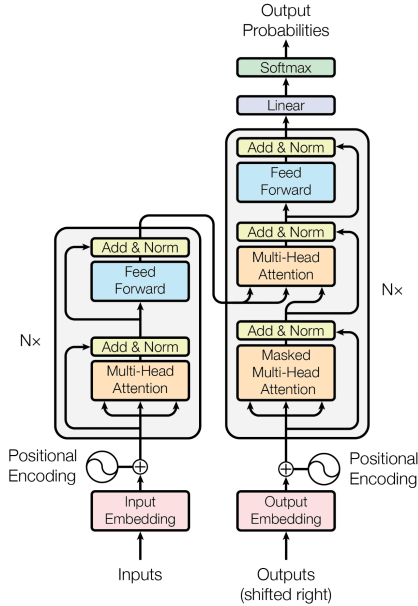 Output
Probabilities
Softmax
Linear
Add & Norm
Feed
Forward
Add & Norm
Multi-Head
Attention
Add & Norm
Masked
Multi-Head
Attention
N×
Positional
Encoding
Output
Embedding
Outputs
(shifted right)
Add & Norm
Feed
Forward
Add & Norm
Multi-Head
Attention
N×
Positional
Encoding
Input
Embedding
Inputs